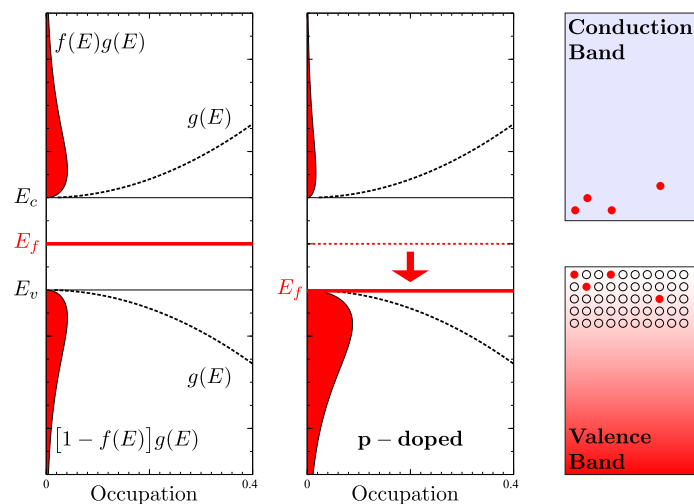 f(E)g(E)
g(E)
E_c
E_f
E_v
g(E)
[1−f(E)]g(E)
0
0.4
Occupation
E_f
p − doped
0
0.4
Occupation
Conduction
Band
Valence
Band